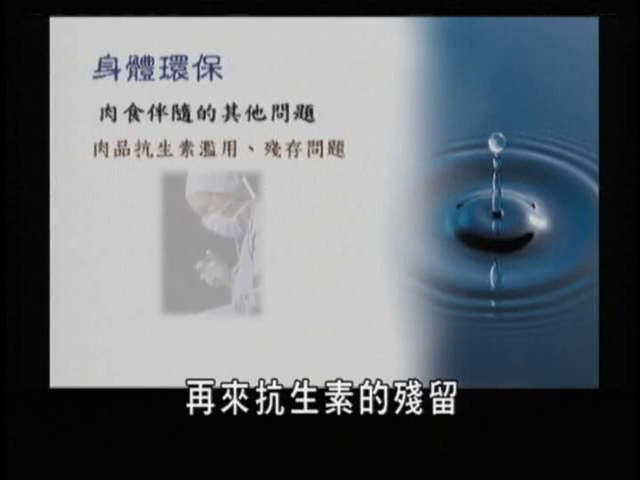 身體環保
肉食伴隨的其他問題
肉品抗生素濫用、殘存問題
再來抗生素的殘留